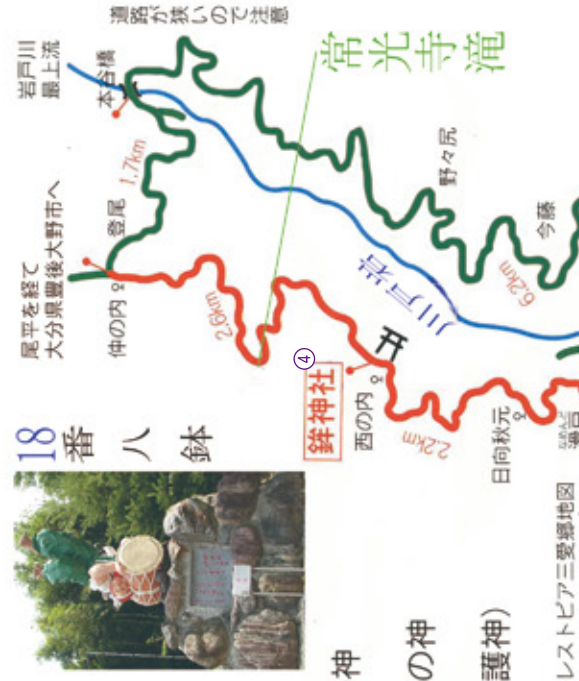 道路が狭いので注意
岩戸川
最上流
本谷橋
常光寺滝
1.7km
登尾
野々尻
今藤
6.2km
尾平を経て
大分県豊後大野市へ
仲の内
2.6km
岩戸川
④
鉾神社
西の内
2.2km
日向秋元
18
番 八 鉢
神
の神
護神)
レストピア三愛郷地図